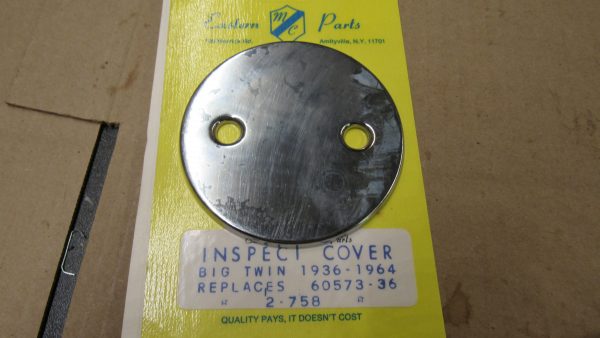 Eastern MC Parts
Amityville, N.Y. 11701
Parts
INSPECT COVER
BIG TWIN 1936-1964
REPLACES 60573-36
2-758
QUALITY PAYS, IT DOESN'T COST